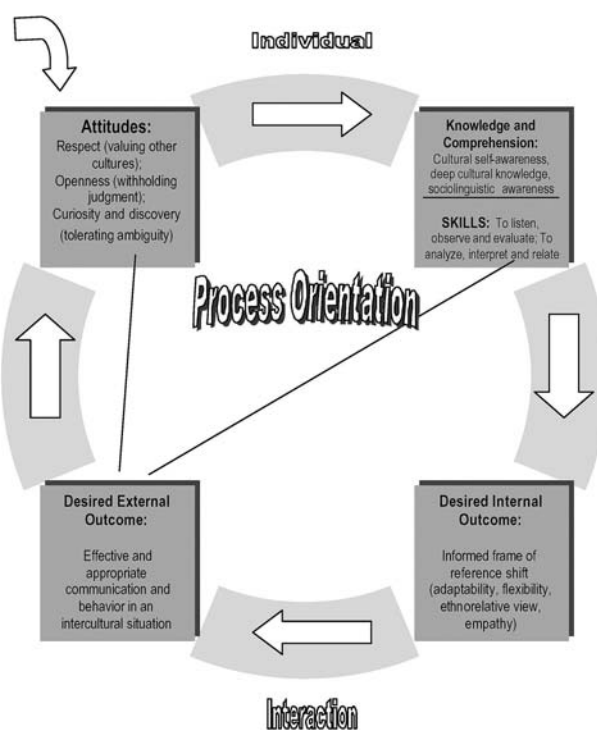 Individual
Attitudes:
Respect (valuing other
cultures);
Openness (withholding
judgment);
Curiosity and discovery
(tolerating ambiguity)
Knowledge and
Comprehension:
Cultural self-awareness,
deep cultural knowledge,
sociolinguistic awareness
SKILLS: To listen,
observe and evaluate; To
analyze, interpret and relate
Process Orientation
Desired External
Outcome:
Effective and
appropriate
communication and
behavior in an
intercultural situation
Desired Internal
Outcome:
Informed frame of
reference shift
(adaptability, flexibility,
ethnorelative view,
empathy)
Interaction